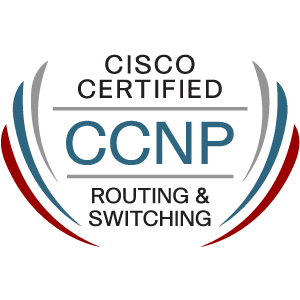 CISCO
CERTIFIED
CCNP
ROUTING &
SWITCHING